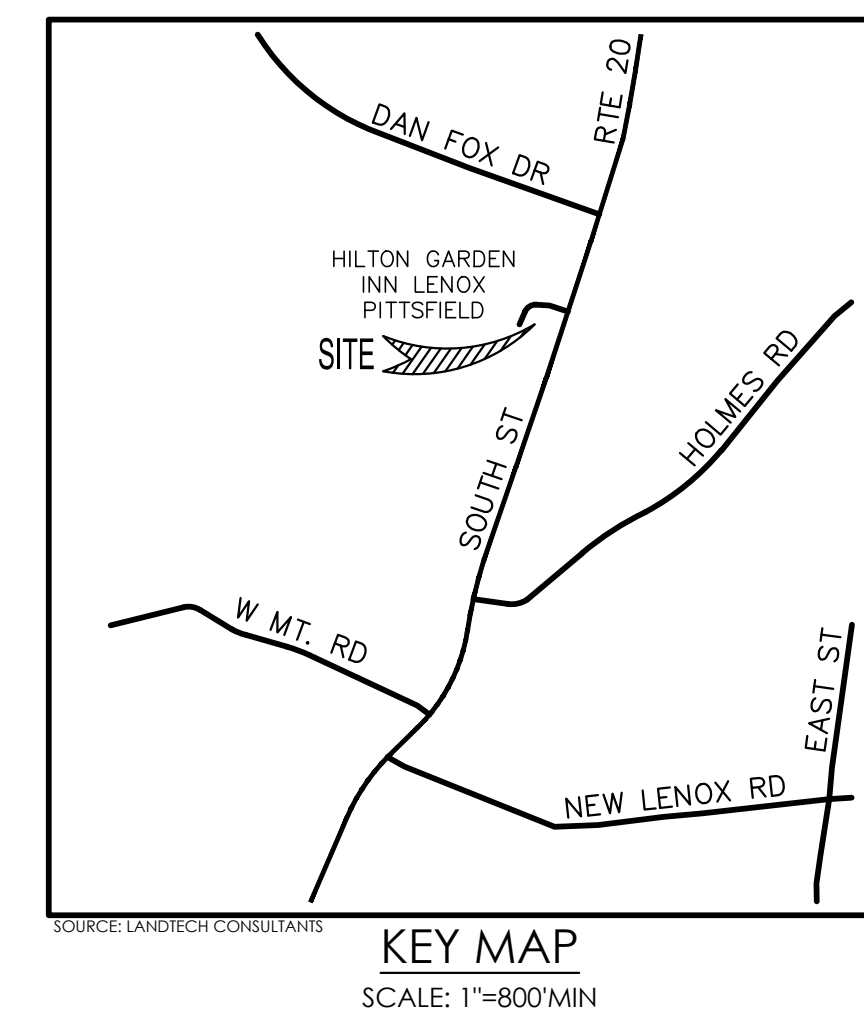 RTE 20
DAN FOX DR
HILTON GARDEN
INN LENOX
PITTSFIELD
SITE
HOLMES RD
SOUTH ST
W MT. RD
EAST ST
NEW LENOX RD
SOURCE: LANDTECH CONSULTANTS
KEY MAP
SCALE: 1"=800'MIN